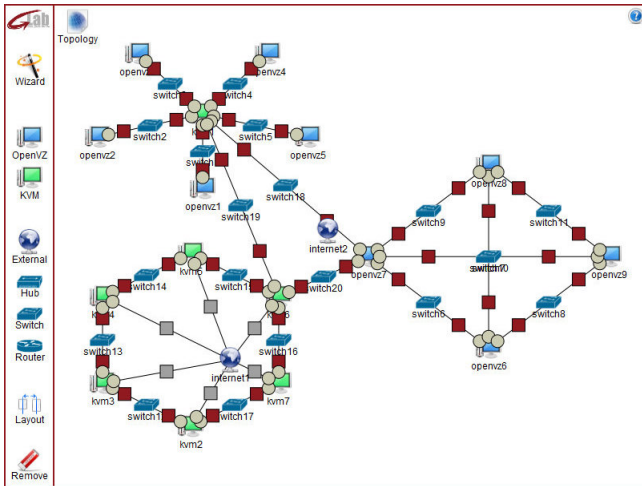 Lab
Topology
Wizard
OpenVZ
KVM
External
Hub
Switch
Router
Layout
Remove
openvz4
switch4
openvz2
switch2
switch5
openvz5
openvz1
switch18
switch19
internet2
openvz8
switch9
switch11
openvz7
openvz9
switch6
switch8
openvz6
switch20
kvm5
switch14
switch13
switch16
internet1
kvm3
kvm7
switch17
kvm2